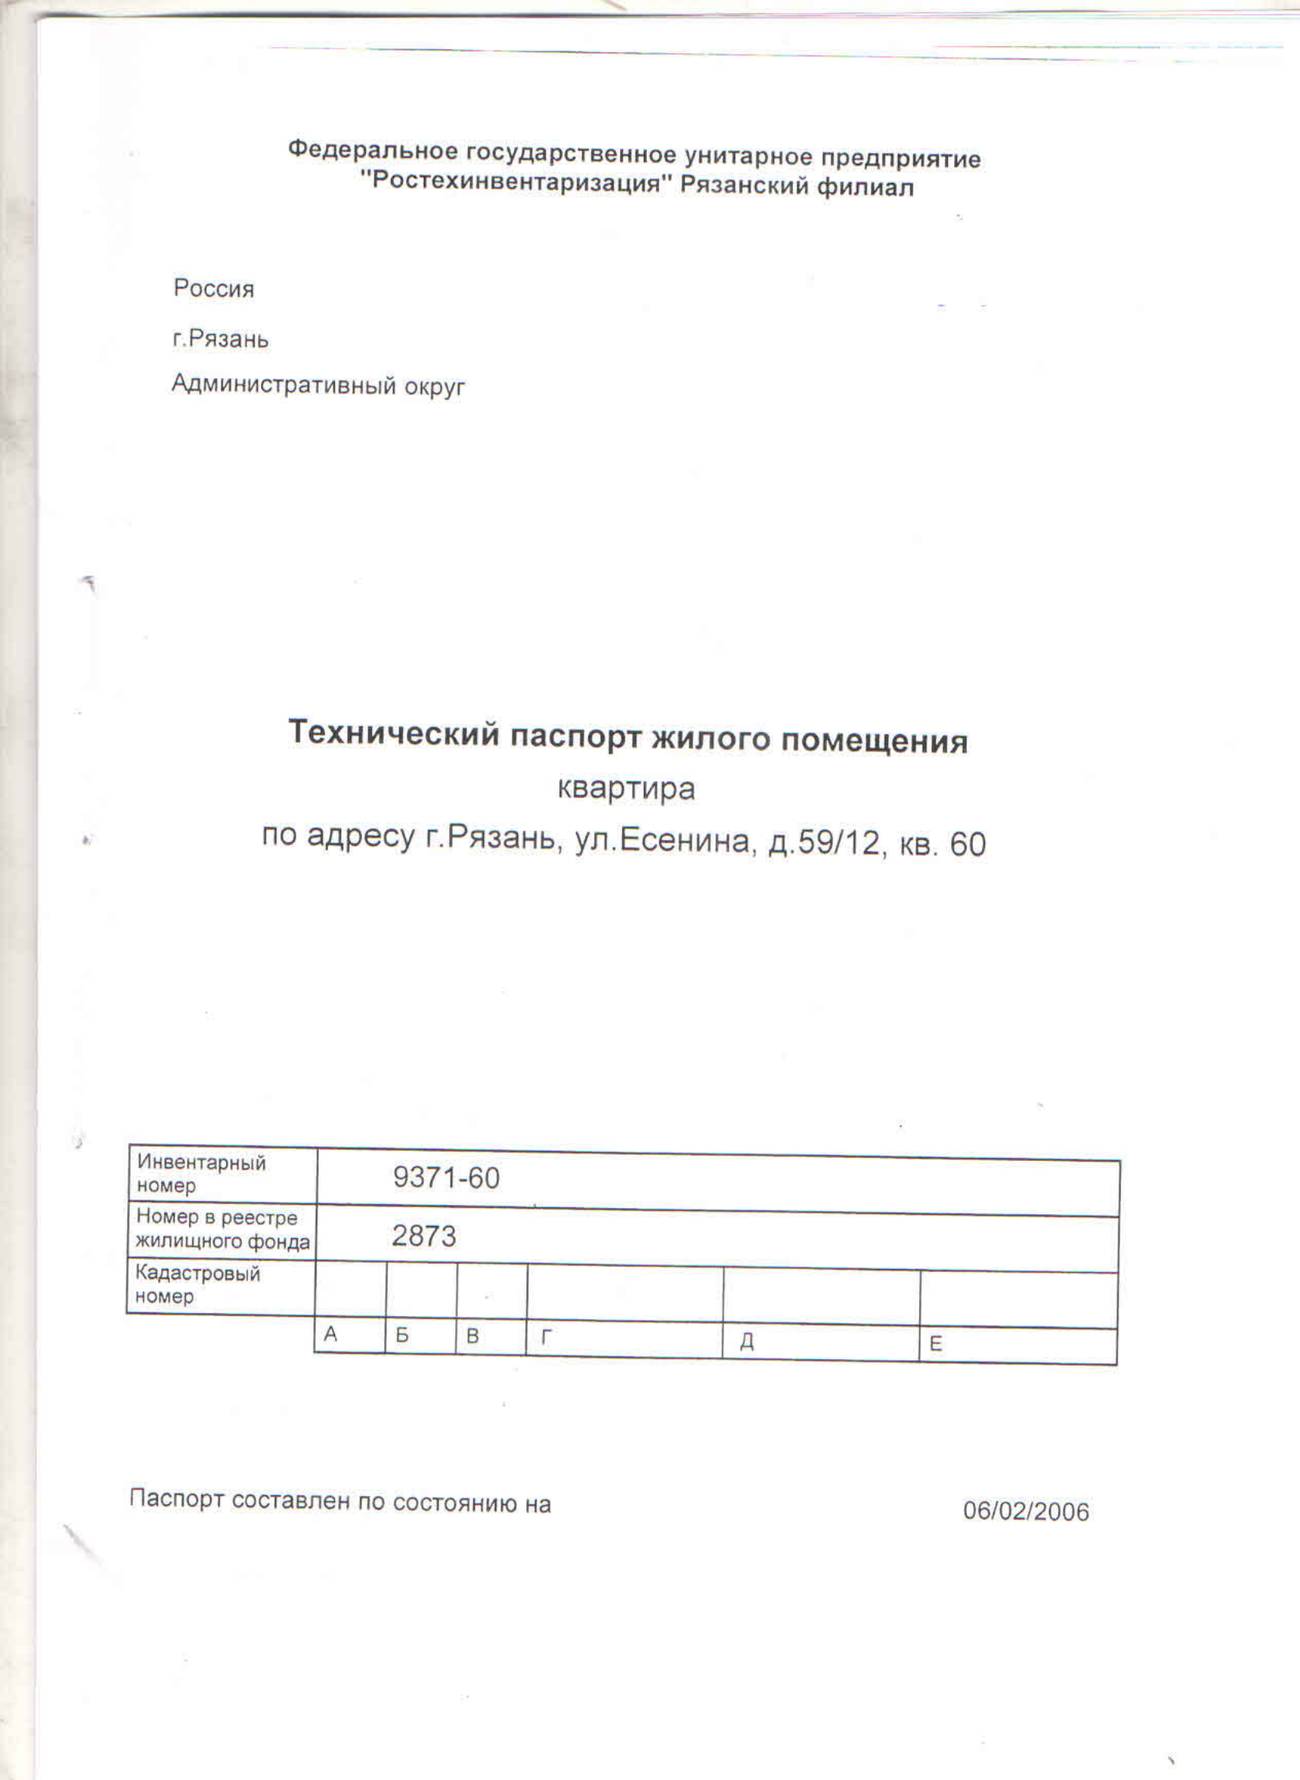 Федеральное государственное унитарное предприятие
"Ростехинвентаризация" Рязанский филиал
Россия
г.Рязань
Административный округ
Технический паспорт жилого помещения
квартира
по адресу г.Рязань, ул.Есенина, д.59/12, кв. 60
Инвентарный
номер
9371-60
Номер в реестре
жилищного фонда
2873
Кадастровый
номер
А Б В Г Д Е
Паспорт составлен по состоянию на 06/02/2006